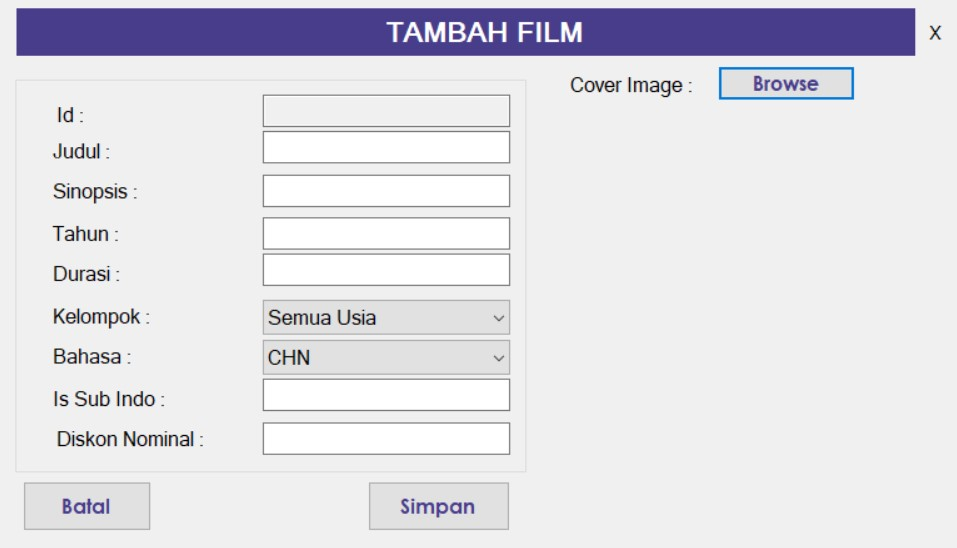 TAMBAH FILM
X
Cover Image :
Browse
Id :
Judul :
Sinopsis :
Tahun :
Durasi :
Kelompok :
Semua Usia
Bahasa :
CHN
Is Sub Indo :
Diskon Nominal :
Batal
Simpan